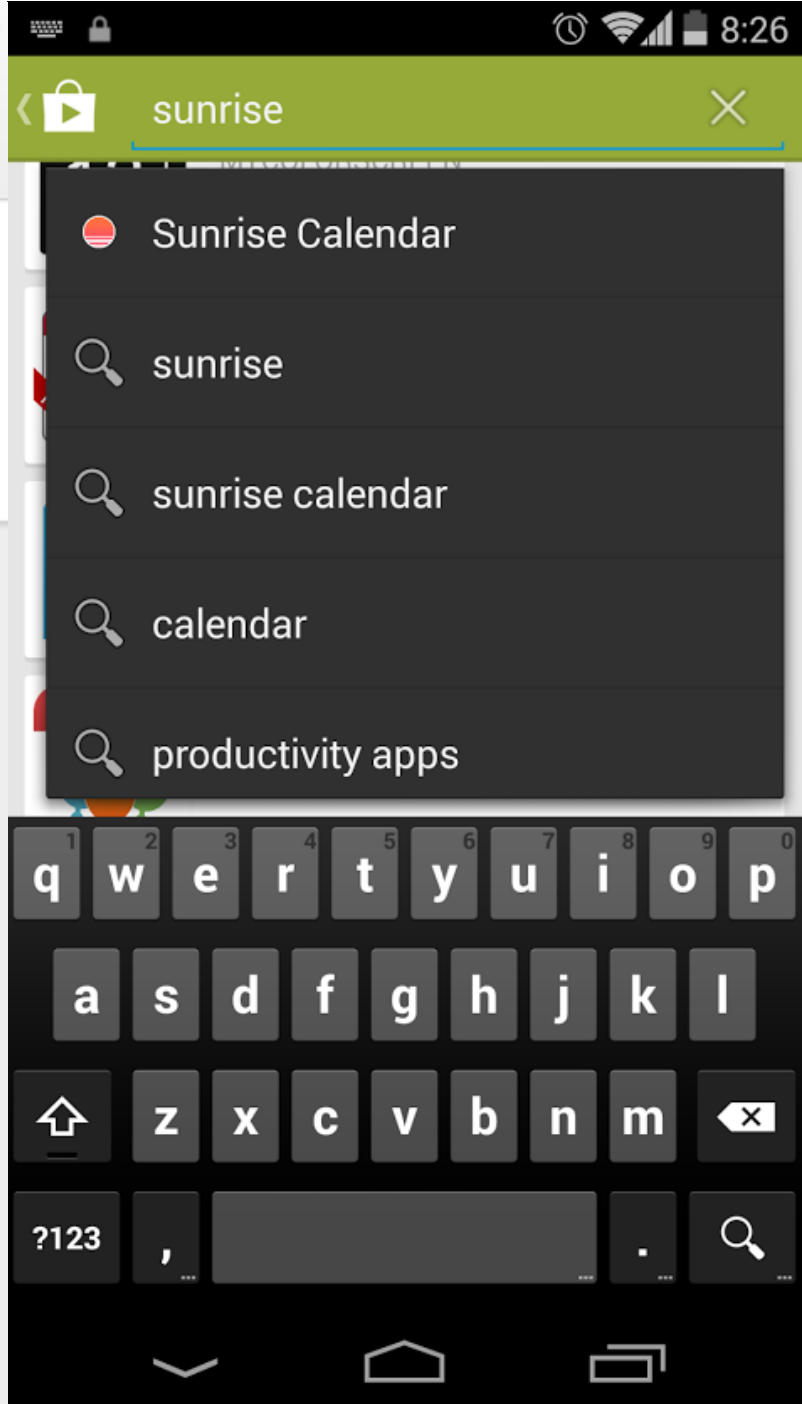 8:26
sunrise
Sunrise Calendar
sunrise
sunrise calendar
calendar
productivity apps
1 2 3 4 5 6 7 8 9 0
q w e r t y u i o p
a s d f g h j k l
z x c v b n m
?123 , .